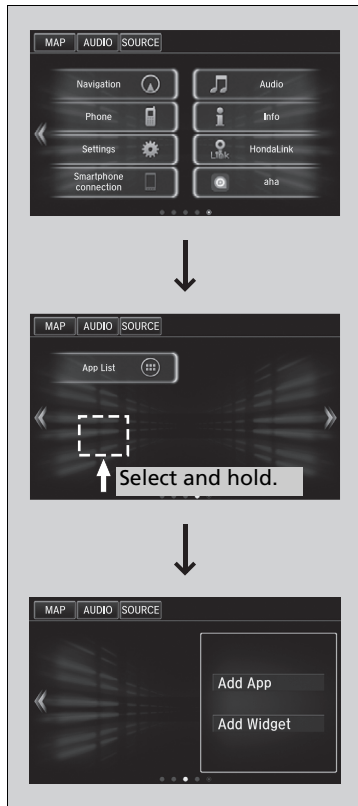 MAP AUDIO SOURCE
Navigation Audio
Phone Info
Settings Link HondaLink
Smartphone
connection aha
MAP AUDIO SOURCE
App List
Select and hold.
MAP AUDIO SOURCE
Add App
Add Widget